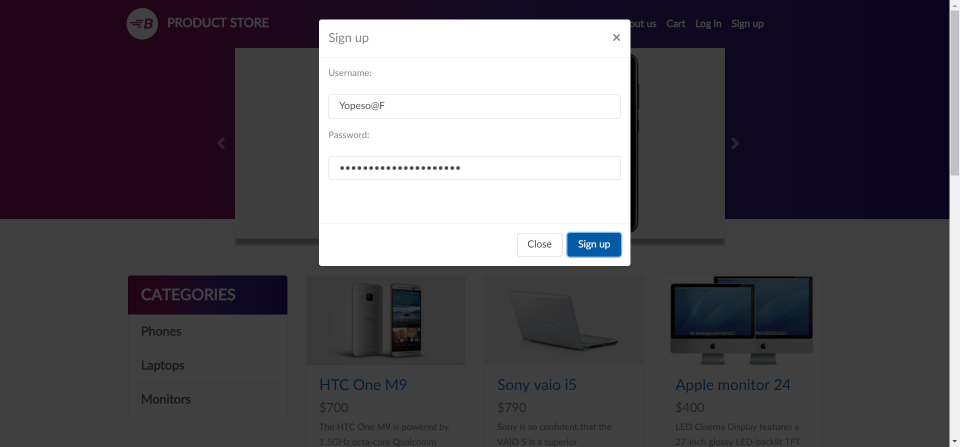 B PRODUCT STORE
out us Cart Log in Sign up
Sign up ×
Username:
Yopeso@F
Password:
•••••••••••••••••••••
Close Sign up
CATEGORIES
Phones
Laptops
Monitors
HTC One M9
$700
The HTC One M9 is powered by
1.5GHz octa-core Qualcomm
Sony vaio i5
$790
Sony is so confident that the
VAIO S is a superior
Apple monitor 24
$400
LED Cinema Display features a
27-inch glossy LED-backlit TFT